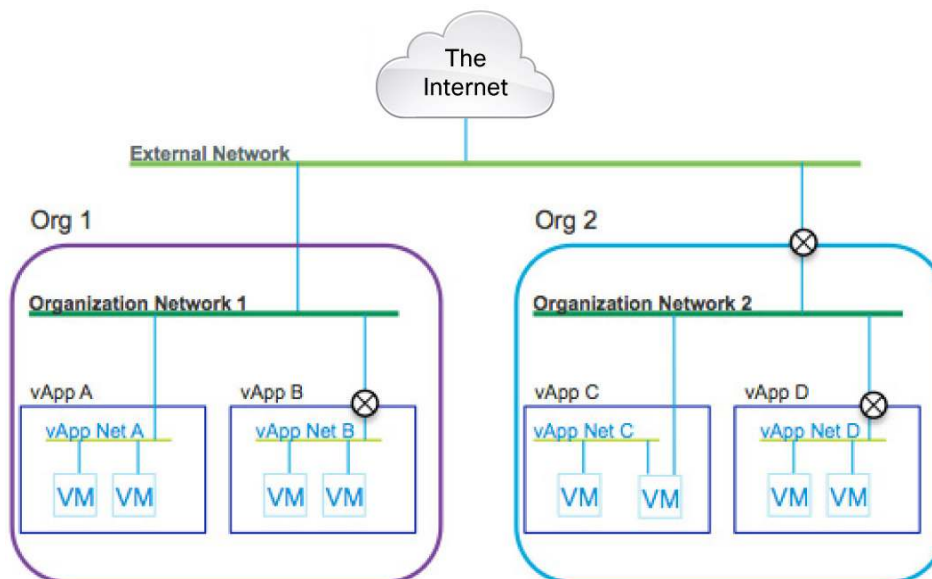 The
Internet
External Network
Org 1
Org 2
Organization Network 1
Organization Network 2
vApp A
vApp B
vApp C
vApp D
vApp Net A
vApp Net B
vApp Net C
vApp Net D
VM
VM
VM
VM
VM
VM
VM
VM